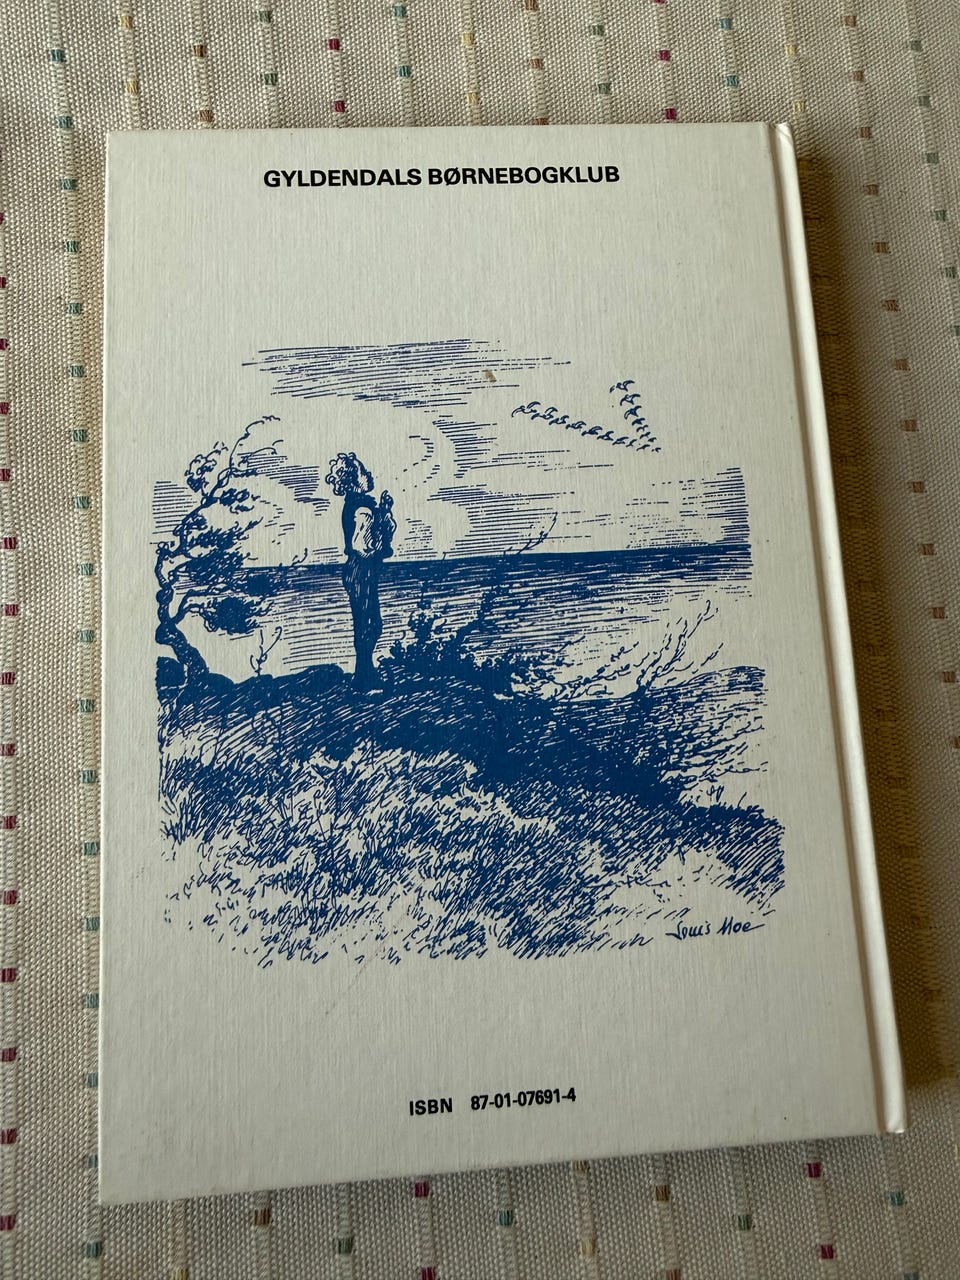 GYLDENDALS BØRNEBOGKLUB
Louis Moe
ISBN 87-01-07691-4